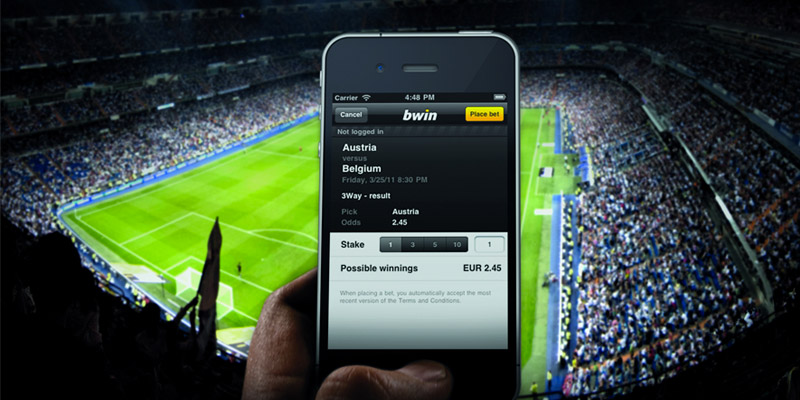 Carrier 4:48 PM
Cancel bwin Place bet
Not logged in
Austria
versus
Belgium
Friday, 3/25/11 8:30 PM
3Way - result
Pick Austria
Odds 2.45
Stake 1 3 5 10 1
Possible winnings EUR 2.45
When placing a bet, you automatically accept the most
recent version of the Terms and Conditions.